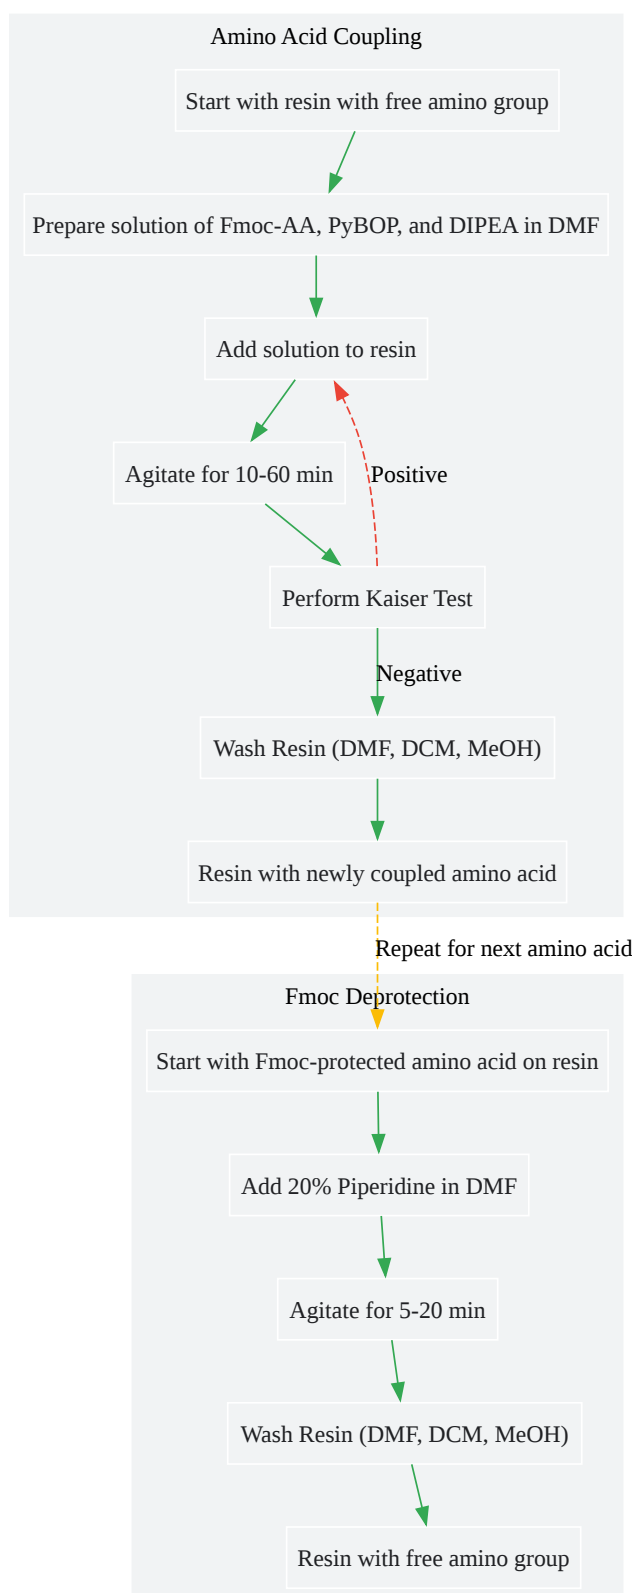 Amino Acid Coupling
Start with resin with free amino group
Prepare solution of Fmoc-AA, PyBOP, and DIPEA in DMF
Add solution to resin
Agitate for 10-60 min
Positive
Perform Kaiser Test
Negative
Wash Resin (DMF, DCM, MeOH)
Resin with newly coupled amino acid
Repeat for next amino acid
Fmoc Deprotection
Start with Fmoc-protected amino acid on resin
Add 20% Piperidine in DMF
Agitate for 5-20 min
Wash Resin (DMF, DCM, MeOH)
Resin with free amino group